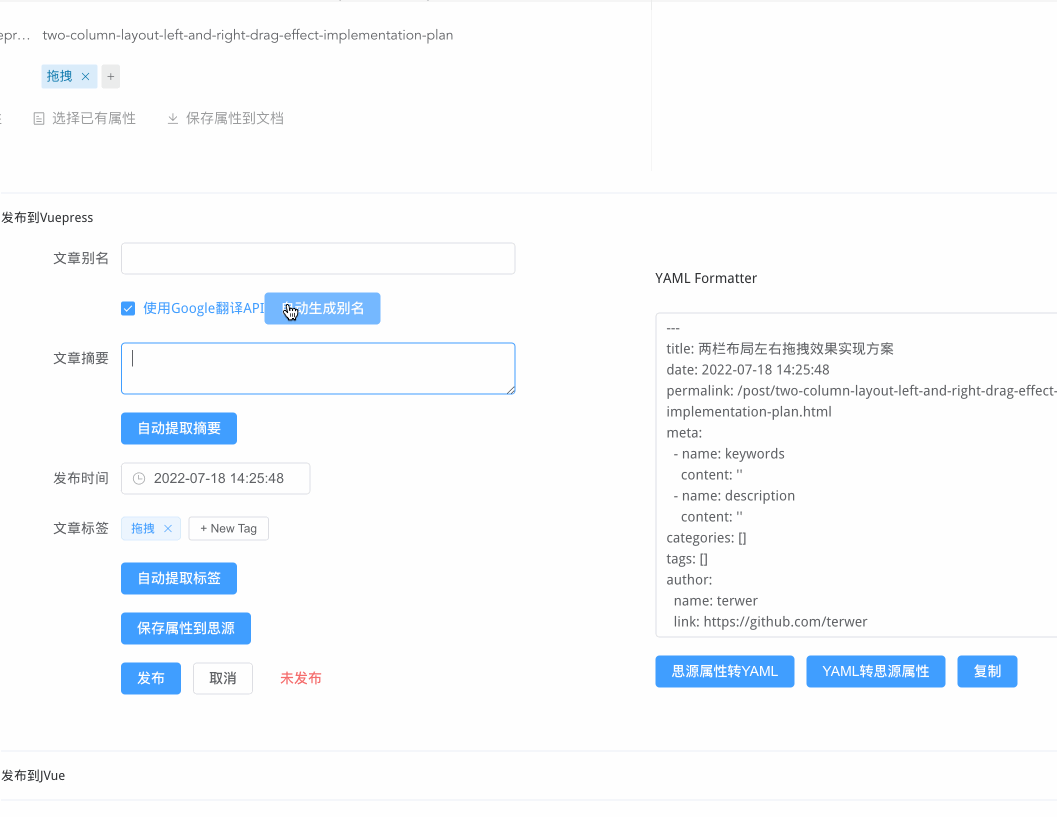 epr... two-column-layout-left-and-right-drag-effect-implementation-plan
拖拽 × +
选择已有属性 保存属性到文档
发布到Vuepress
文章别名
使用Google翻译API 自动生成别名
文章摘要
自动提取摘要
发布时间 2022-07-18 14:25:48
文章标签 拖拽 × + New Tag
自动提取标签
保存属性到思源
发布 取消 未发布
YAML Formatter
---
title: 两栏布局左右拖拽效果实现方案
date: 2022-07-18 14:25:48
permalink: /post/two-column-layout-left-and-right-drag-effect-
implementation-plan.html
meta:
- name: keywords
content: ''
- name: description
content: ''
categories: []
tags: []
author:
name: terwer
link: https://github.com/terwer
思源属性转YAML YAML转思源属性 复制
发布到JVue